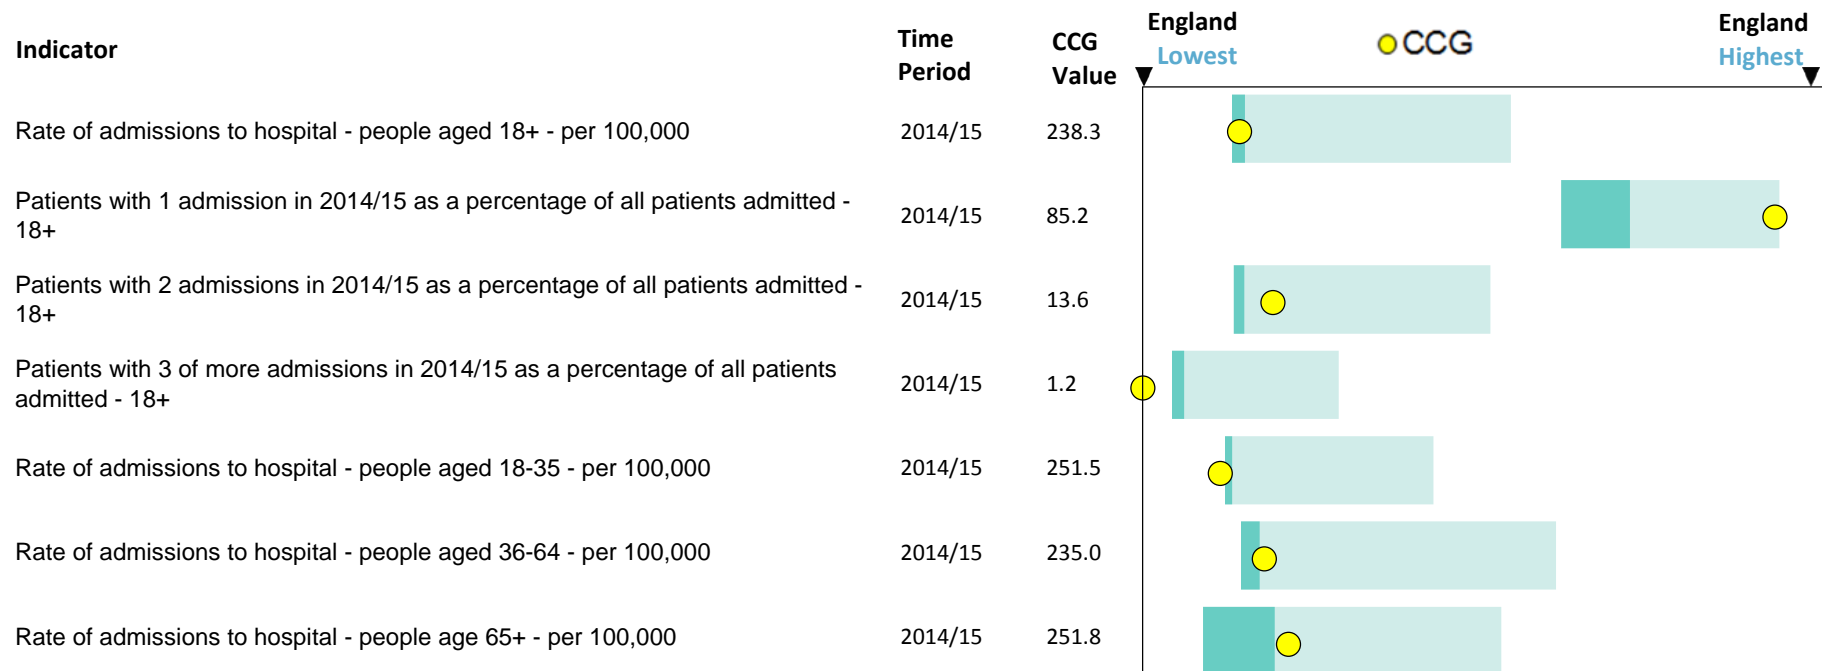 Indicator
Time
Period
CCG
Value
England
Lowest
CCG
England
Highest
Rate of admissions to hospital - people aged 18+ - per 100,000
2014/15
238.3
Patients with 1 admission in 2014/15 as a percentage of all patients admitted -
18+
2014/15
85.2
Patients with 2 admissions in 2014/15 as a percentage of all patients admitted -
18+
2014/15
13.6
Patients with 3 of more admissions in 2014/15 as a percentage of all patients
admitted - 18+
2014/15
1.2
Rate of admissions to hospital - people aged 18-35 - per 100,000
2014/15
251.5
Rate of admissions to hospital - people aged 36-64 - per 100,000
2014/15
235.0
Rate of admissions to hospital - people age 65+ - per 100,000
2014/15
251.8